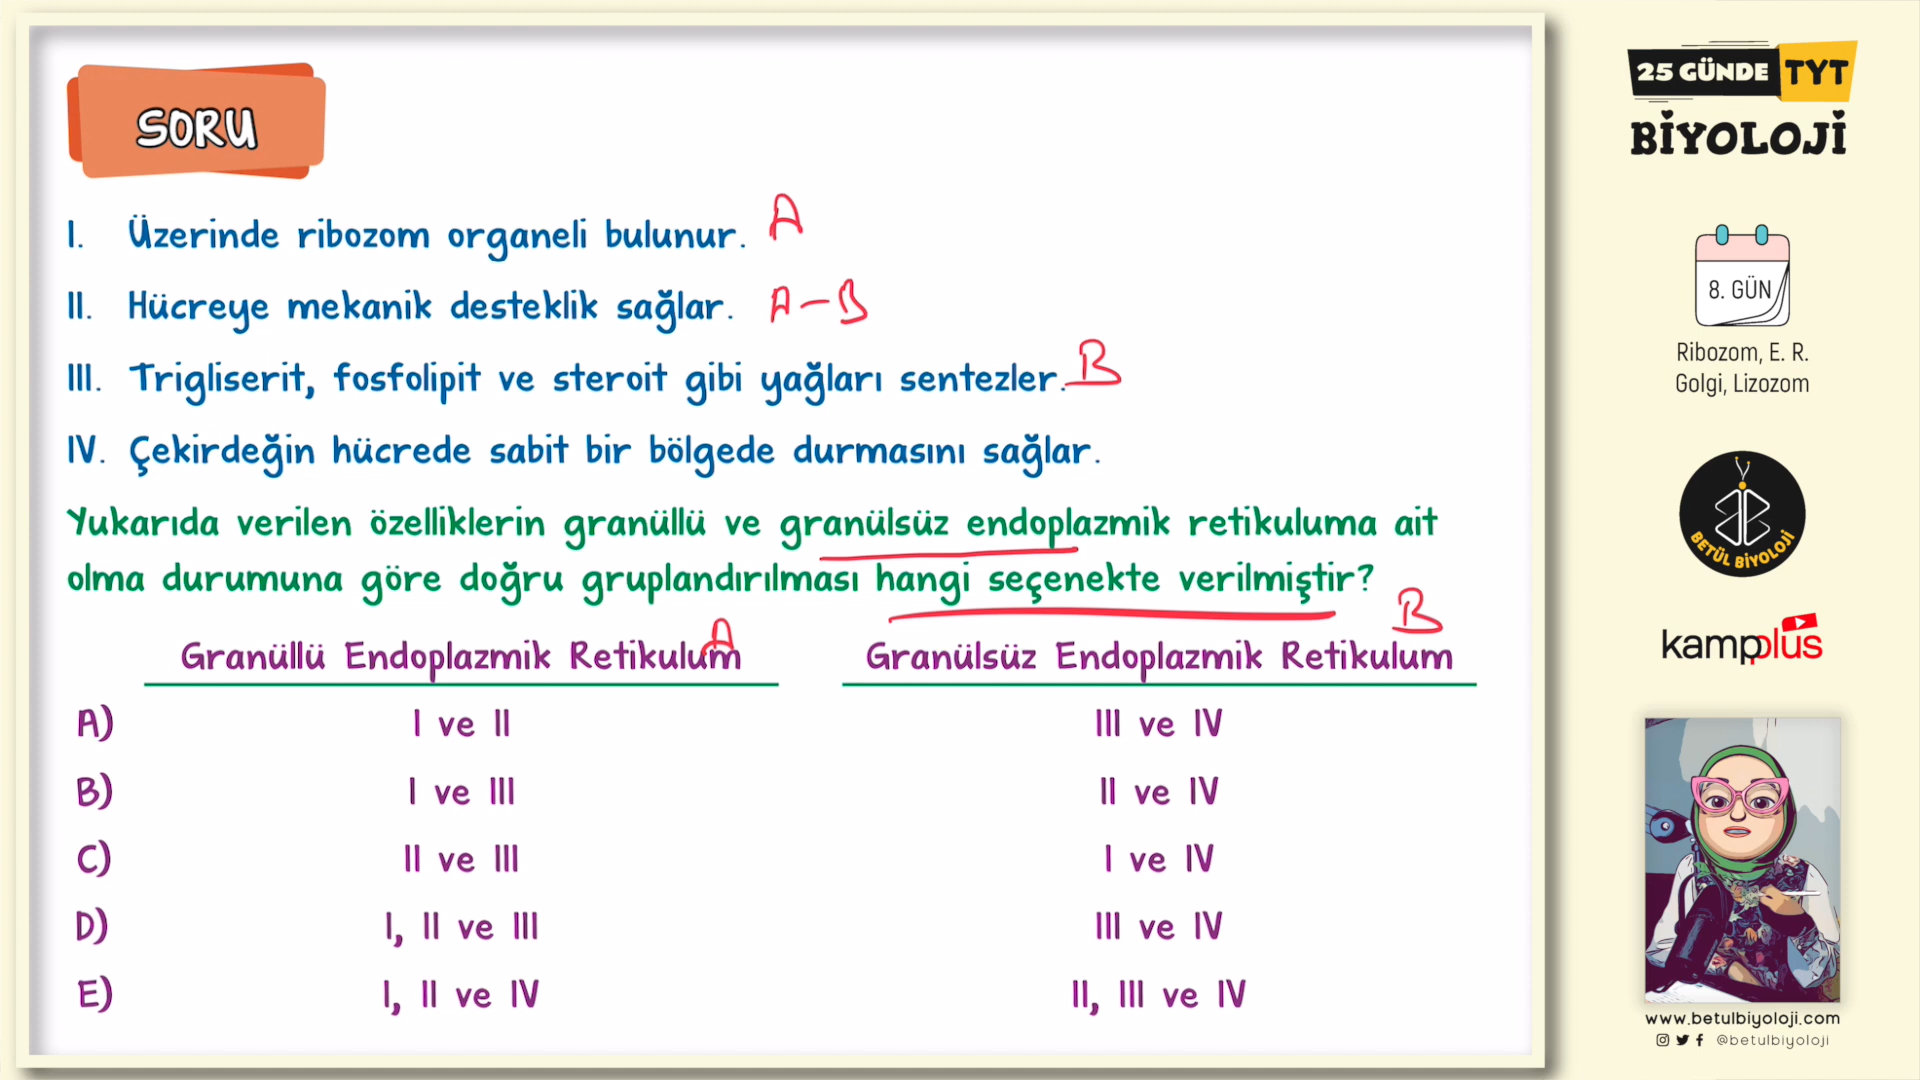 SORU
I. Üzerinde ribozom organeli bulunur. A
II. Hücreye mekanik desteklik sağlar. A-B
III. Trigliserit, fosfolipit ve steroit gibi yağları sentezler. B
IV. Çekirdeğin hücrede sabit bir bölgede durmasını sağlar.
Yukarıda verilen özelliklerin granüllü ve granülsüz endoplazmik retikuluma ait
olma durumuna göre doğru gruplandırılması hangi seçenekte verilmiştir?
A B
Granüllü Endoplazmik Retikulum Granülsüz Endoplazmik Retikulum
A) I ve II III ve IV
B) I ve III II ve IV
C) II ve III I ve IV
D) I, II ve III III ve IV
E) I, II ve IV II, III ve IV
25 GÜNDE TYT
BİYOLOJİ
8. GÜN
Ribozom, E. R.
Golgi, Lizozom
BETÜL BİYOLOJİ
kampplus
www.betulbiyoloji.com
@betulbiyoloji